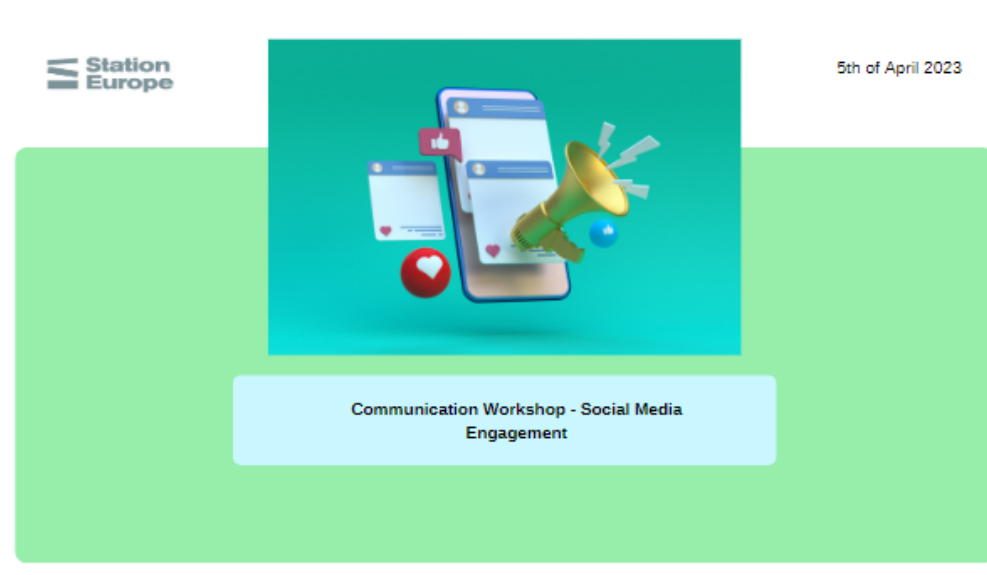 Station
Europe
5th of April 2023
Communication Workshop - Social Media
Engagement